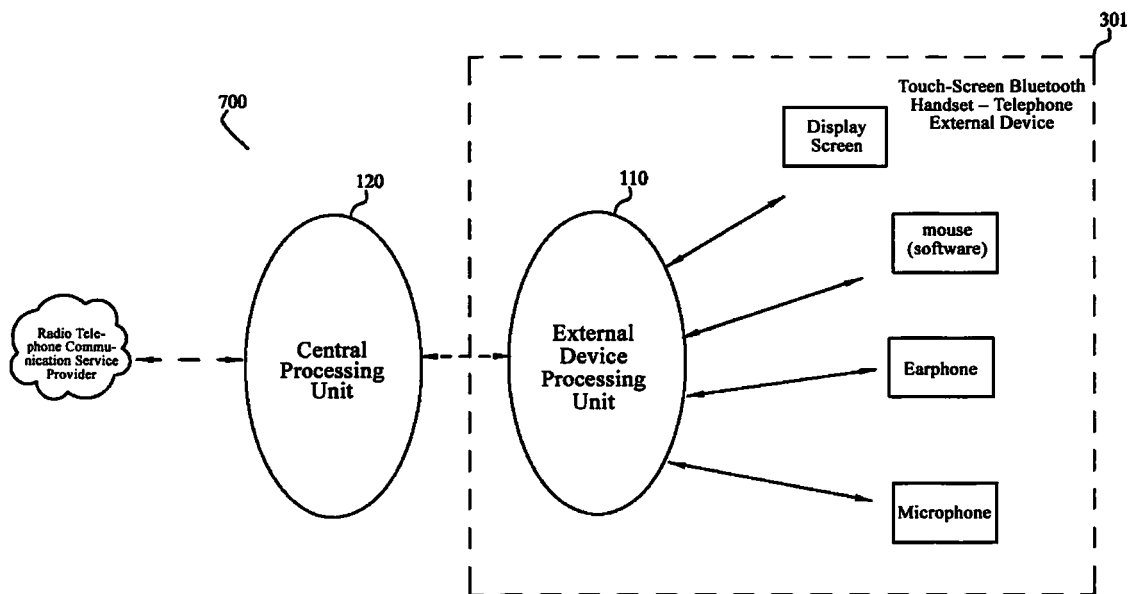 301
Touch-Screen Bluetooth
Handset – Telephone
External Device
700
Display
Screen
120
110
mouse
(software)
Radio Tele-
phone Commu-
nication Service
Provider
Central
Processing
Unit
External
Device
Processing
Unit
Earphone
Microphone